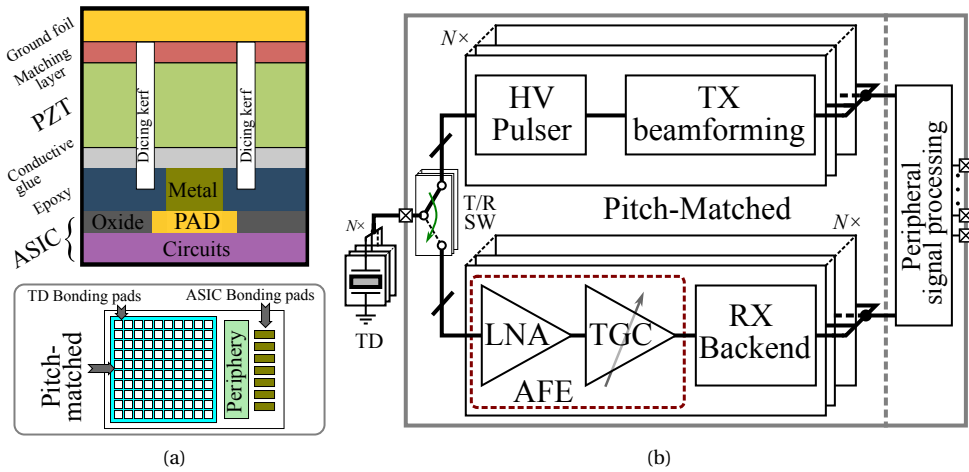 Ground foil
Matching
layer
PZT
Conductive
glue
Epoxy
ASIC
Dicing kerf
Dicing kerf
Metal
Oxide
PAD
Circuits
TD Bonding pads
ASIC Bonding pads
Pitch-
matched
Periphery
(a)
N×
HV
Pulser
TX
beamforming
T/R
SW
Pitch-Matched
N×
TD
N×
LNA
TGC
AFE
RX
Backend
Peripheral
signal processing
(b)